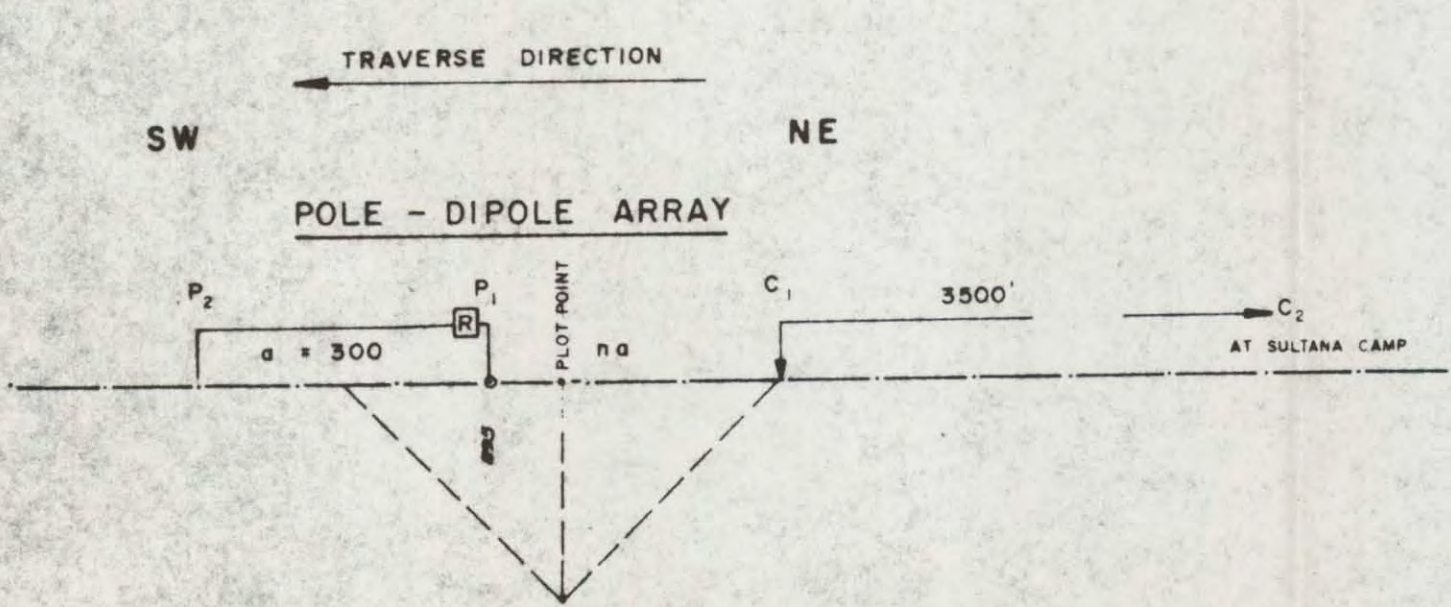 TRAVERSE DIRECTION
SW
NE
POLE - DIPOLE ARRAY
P2
P1
PLOT POINT
C1
3500'
C2
R
a = 300
na
AT SULTANA CAMP